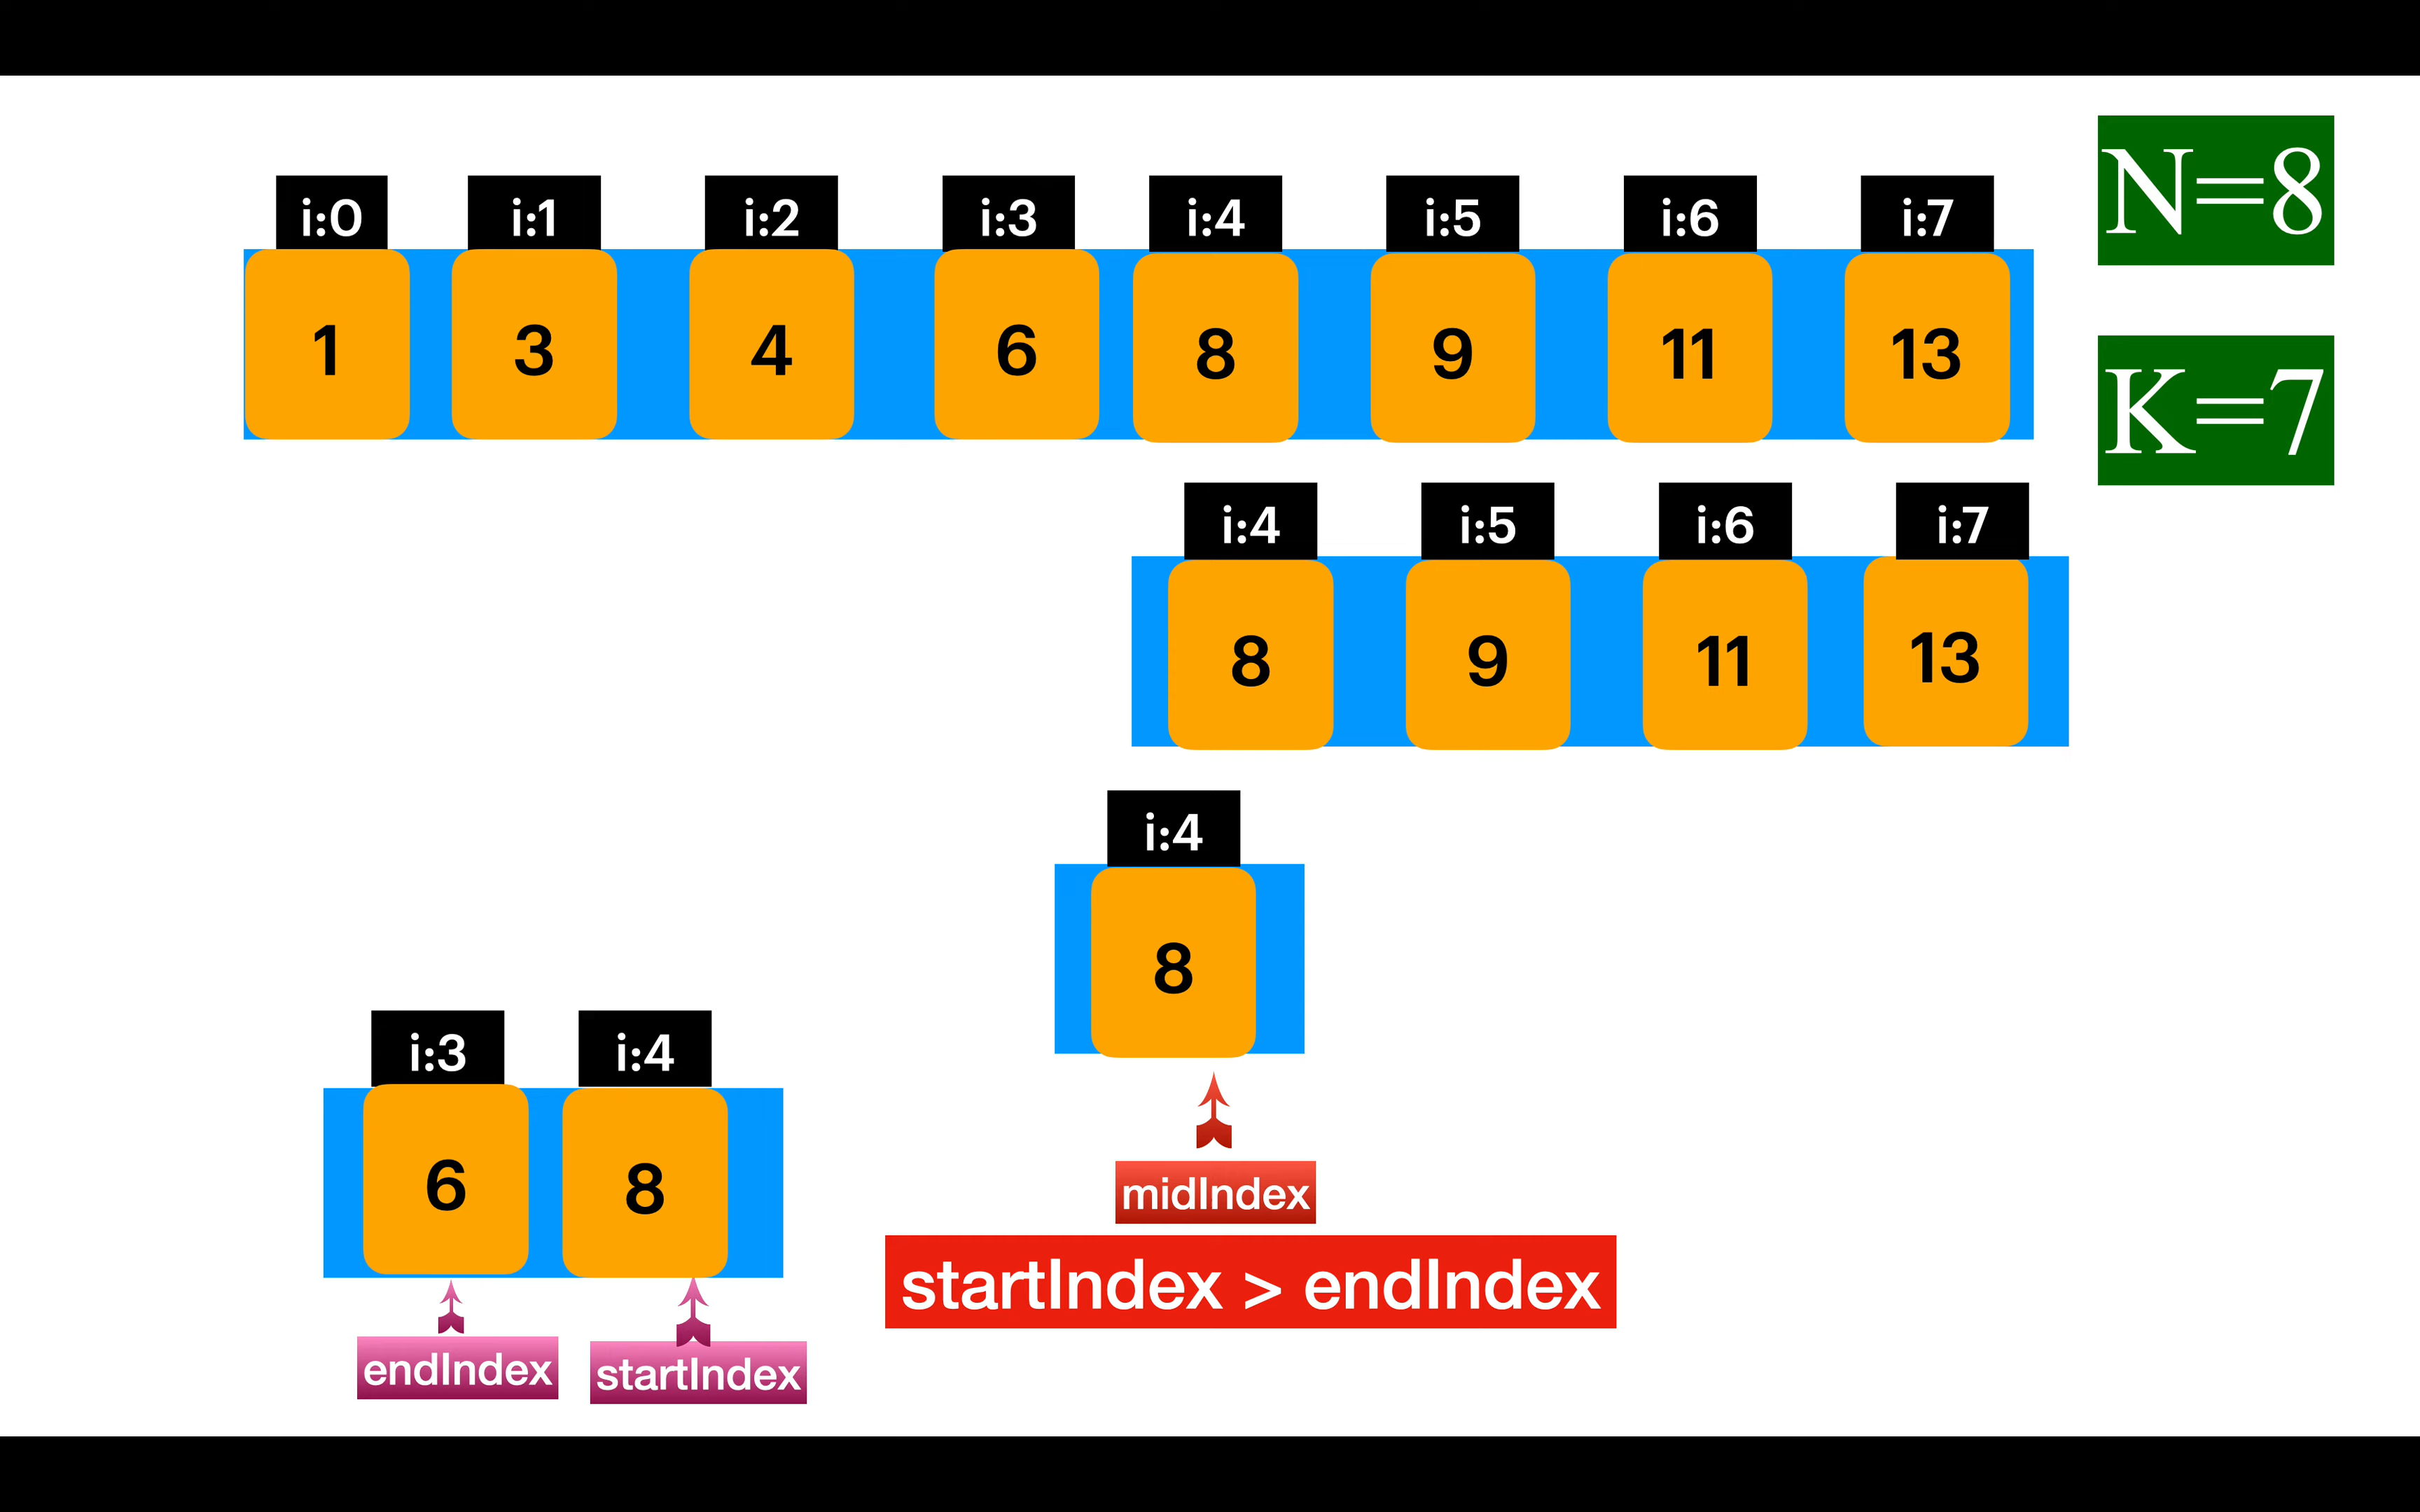 N=8
i:0 i:1 i:2 i:3 i:4 i:5 i:6 i:7
1 3 4 6 8 9 11 13
K=7
i:4 i:5 i:6 i:7
8 9 11 13
i:4
8
i:3 i:4
6 8
midIndex
startIndex > endIndex
endIndex startIndex